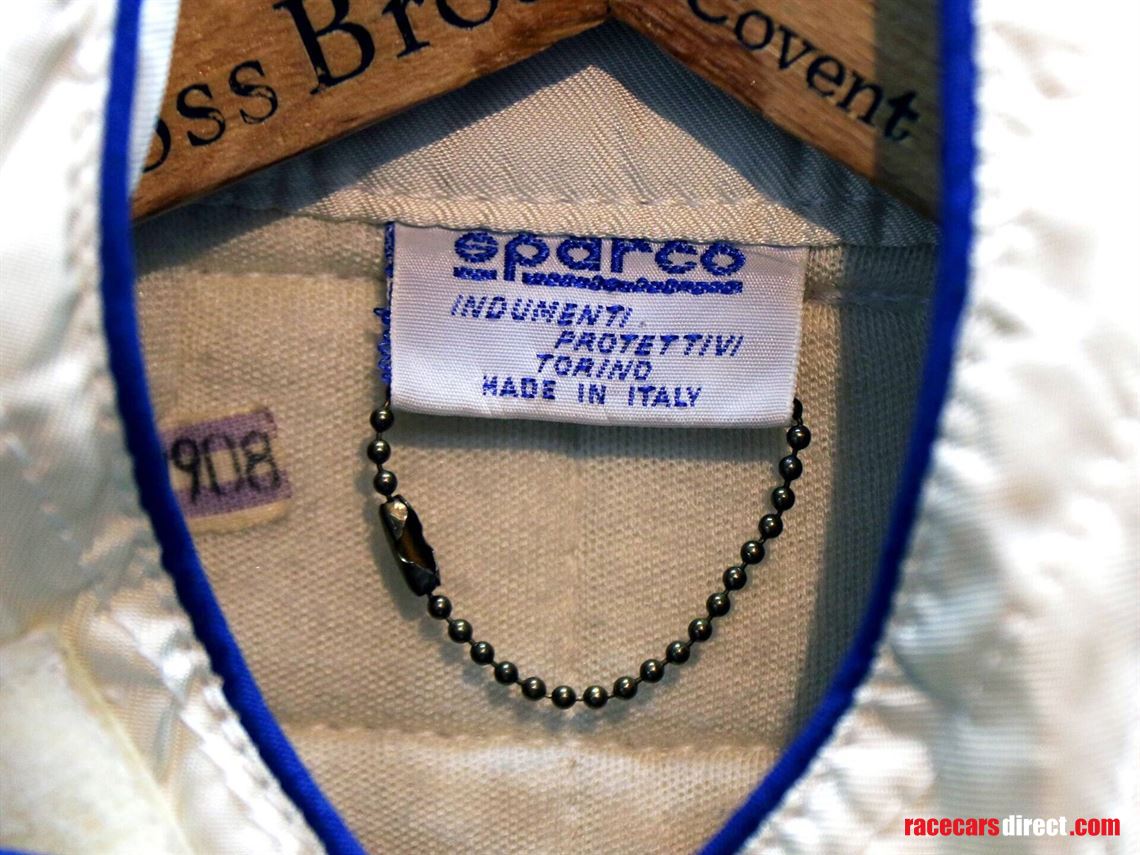 oss Bro
Covent
sparco
INDUMENTI
PROTETTIVI
TORINO
MADE IN ITALY
908
racecarsdirect.com